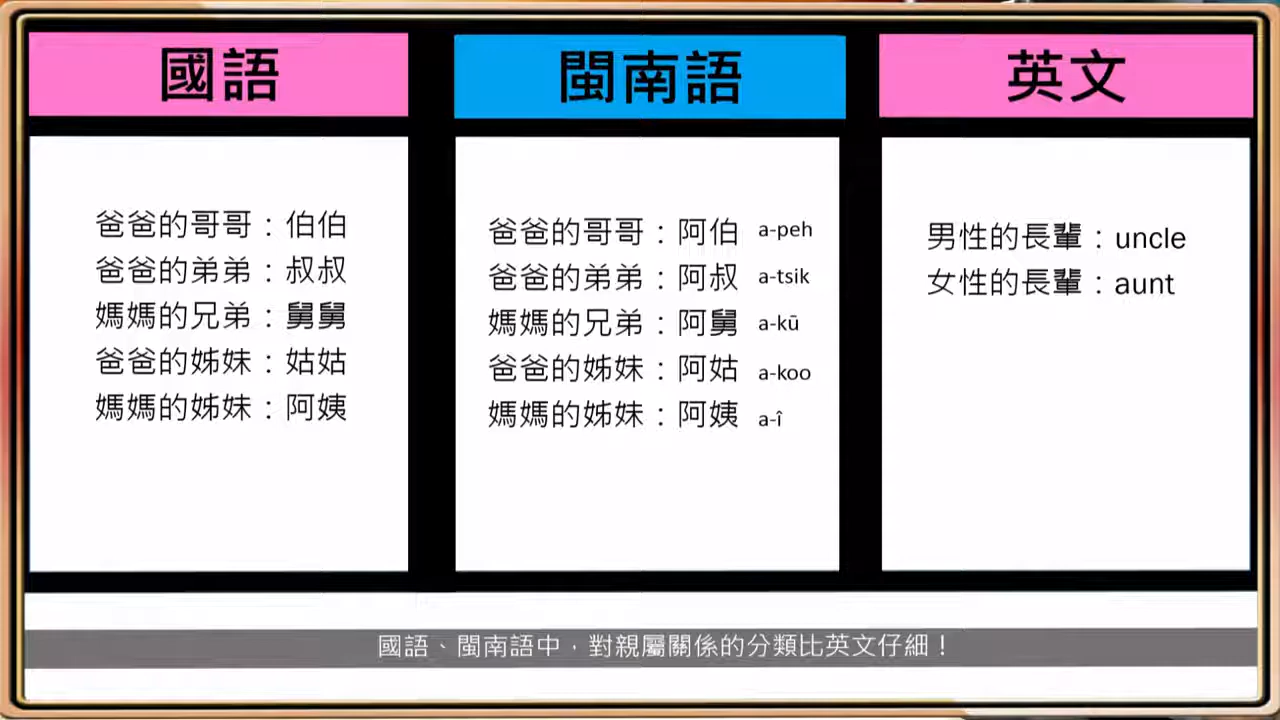 國語
爸爸的哥哥：伯伯
爸爸的弟弟：叔叔
媽媽的兄弟：舅舅
爸爸的姊妹：姑姑
媽媽的姊妹：阿姨
閩南語
爸爸的哥哥：阿伯 a-peh
爸爸的弟弟：阿叔 a-tsik
媽媽的兄弟：阿舅 a-kū
爸爸的姊妹：阿姑 a-koo
媽媽的姊妹：阿姨 a-î
英文
男性的長輩：uncle
女性的長輩：aunt
國語、閩南語中，對親屬關係的分類比英文仔細！